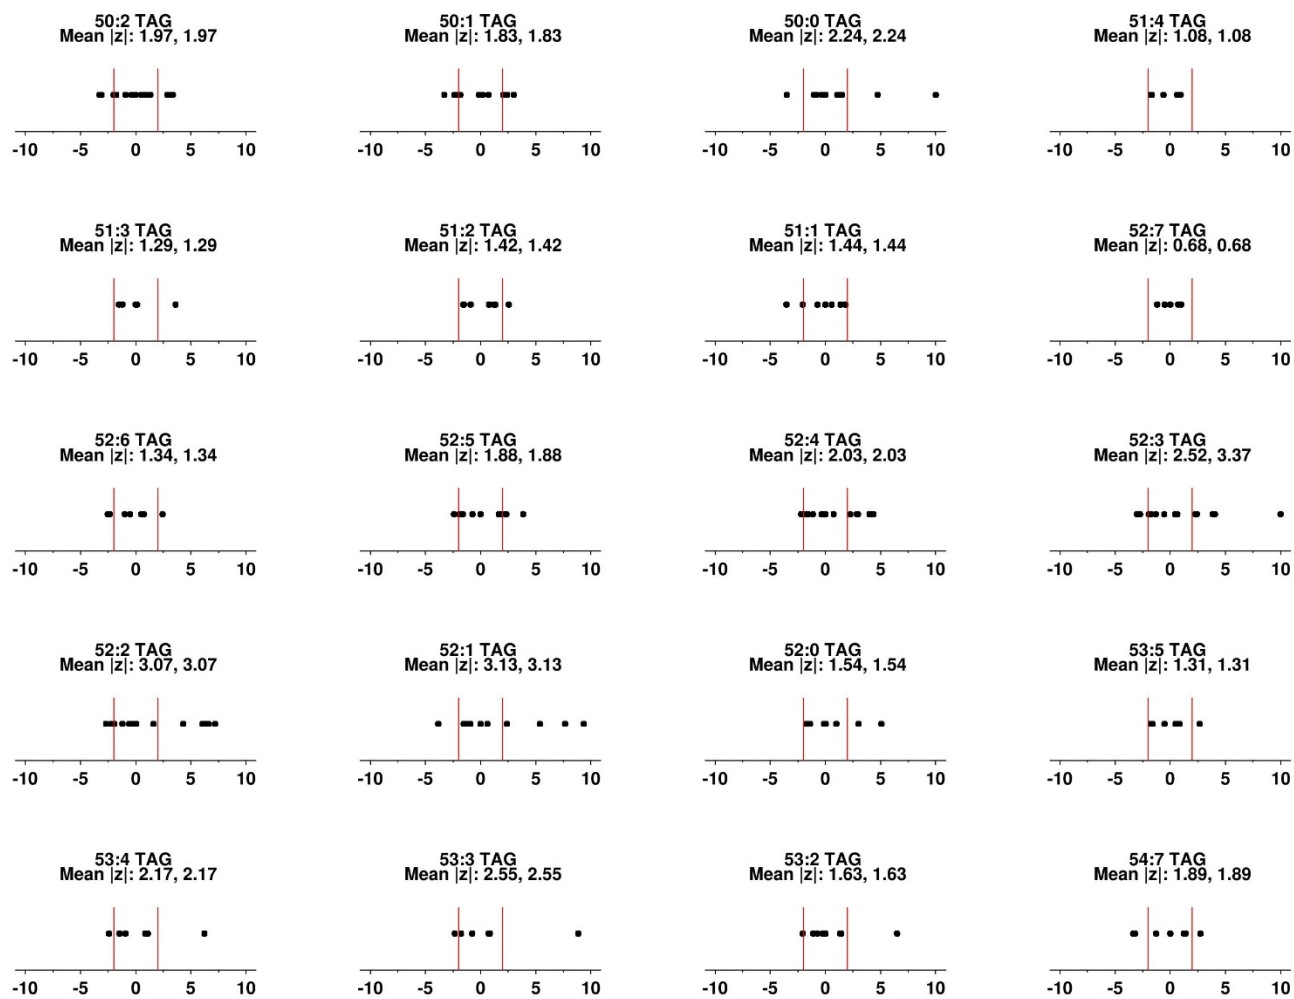 50:2 TAG
Mean |z|: 1.97, 1.97
-10 -5 0 5 10
50:1 TAG
Mean |z|: 1.83, 1.83
-10 -5 0 5 10
50:0 TAG
Mean |z|: 2.24, 2.24
-10 -5 0 5 10
51:4 TAG
Mean |z|: 1.08, 1.08
-10 -5 0 5 10
51:3 TAG
Mean |z|: 1.29, 1.29
-10 -5 0 5 10
51:2 TAG
Mean |z|: 1.42, 1.42
-10 -5 0 5 10
51:1 TAG
Mean |z|: 1.44, 1.44
-10 -5 0 5 10
52:7 TAG
Mean |z|: 0.68, 0.68
-10 -5 0 5 10
52:6 TAG
Mean |z|: 1.34, 1.34
-10 -5 0 5 10
52:5 TAG
Mean |z|: 1.88, 1.88
-10 -5 0 5 10
52:4 TAG
Mean |z|: 2.03, 2.03
-10 -5 0 5 10
52:3 TAG
Mean |z|: 2.52, 3.37
-10 -5 0 5 10
52:2 TAG
Mean |z|: 3.07, 3.07
-10 -5 0 5 10
52:1 TAG
Mean |z|: 3.13, 3.13
-10 -5 0 5 10
52:0 TAG
Mean |z|: 1.54, 1.54
-10 -5 0 5 10
53:5 TAG
Mean |z|: 1.31, 1.31
-10 -5 0 5 10
53:4 TAG
Mean |z|: 2.17, 2.17
-10 -5 0 5 10
53:3 TAG
Mean |z|: 2.55, 2.55
-10 -5 0 5 10
53:2 TAG
Mean |z|: 1.63, 1.63
-10 -5 0 5 10
54:7 TAG
Mean |z|: 1.89, 1.89
-10 -5 0 5 10